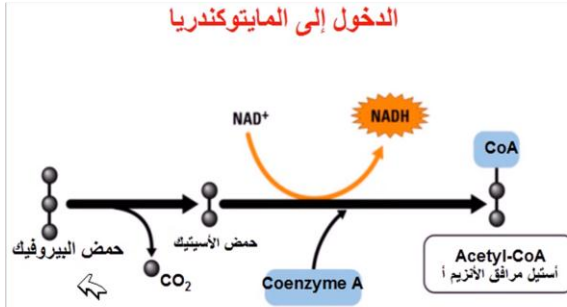 الدخول إلى المايتوكندريا
NAD+
NADH
CoA
حمض البيروفيك
حمض الأسيتيك
CO₂
Coenzyme A
Acetyl-CoA
أستيل مرافق الأنزيم أ